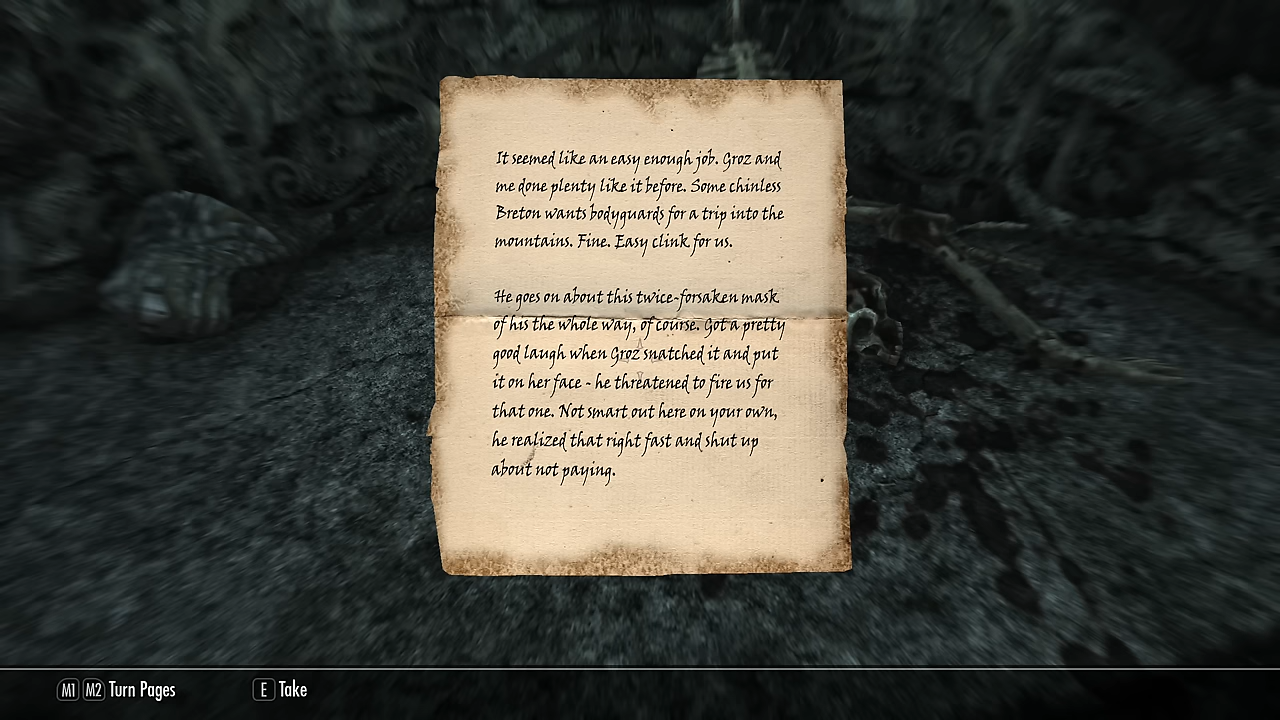 It seemed like an easy enough job. Groz and
me done plenty like it before. Some chinless
Breton wants bodyguards for a trip into the
mountains. Fine. Easy clink for us.
He goes on about this twice-forsaken mask
of his the whole way, of course. Got a pretty
good laugh when Groz snatched it and put
it on her face - he threatened to fire us for
that one. Not smart out here on your own,
he realized that right fast and shut up
about not paying.
M1 M2 Turn Pages
E Take